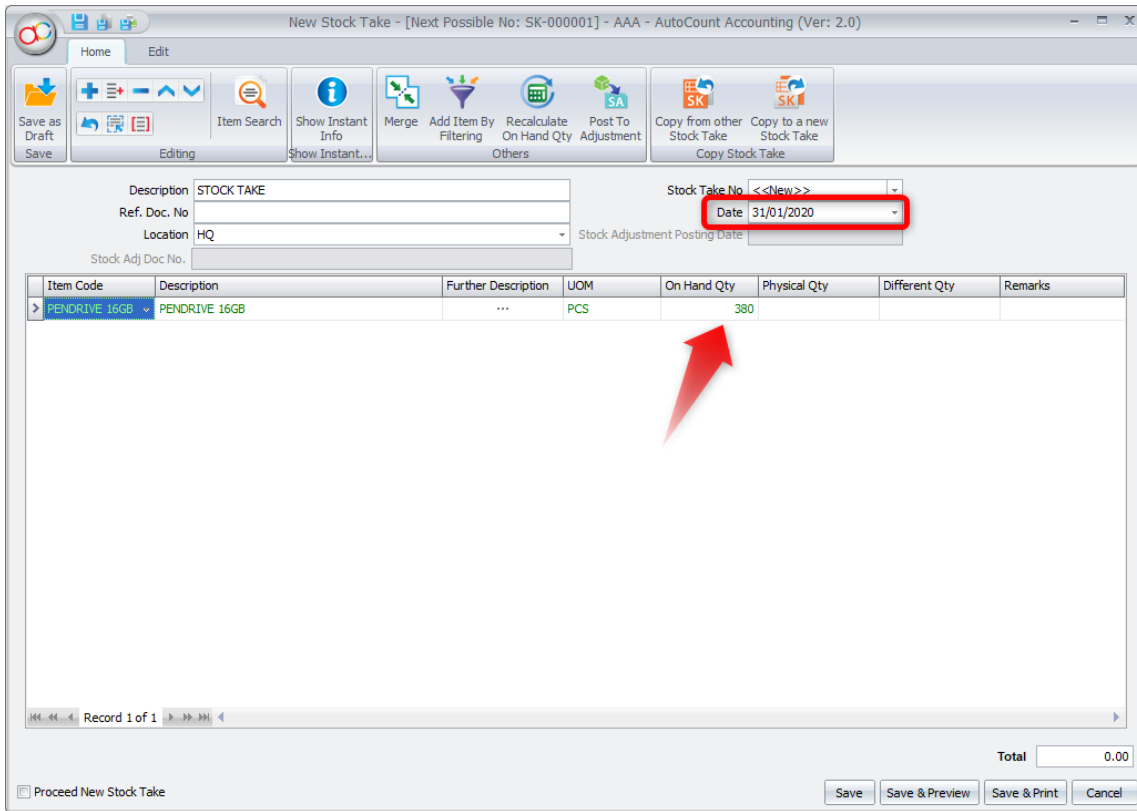 New Stock Take - [Next Possible No: SK-000001] - AAA - AutoCount Accounting (Ver: 2.0)
Home Edit
Save as Draft
Item Search
Show Instant Info
Merge
Add Item By Filtering
Recalculate On Hand Qty
SA
Post To Adjustment
SK
Copy from other Stock Take
SK
Copy to a new Stock Take
Save Editing Show Instant... Others Copy Stock Take
Description STOCK TAKE Stock Take No <<New>>
Ref. Doc. No Date 31/01/2020
Location HQ Stock Adjustment Posting Date
Stock Adj Doc No.
Item Code Description Further Description UOM On Hand Qty Physical Qty Different Qty Remarks
PENDRIVE 16GB PENDRIVE 16GB ... PCS 380
Record 1 of 1
Total 0.00
Proceed New Stock Take Save Save & Preview Save & Print Cancel